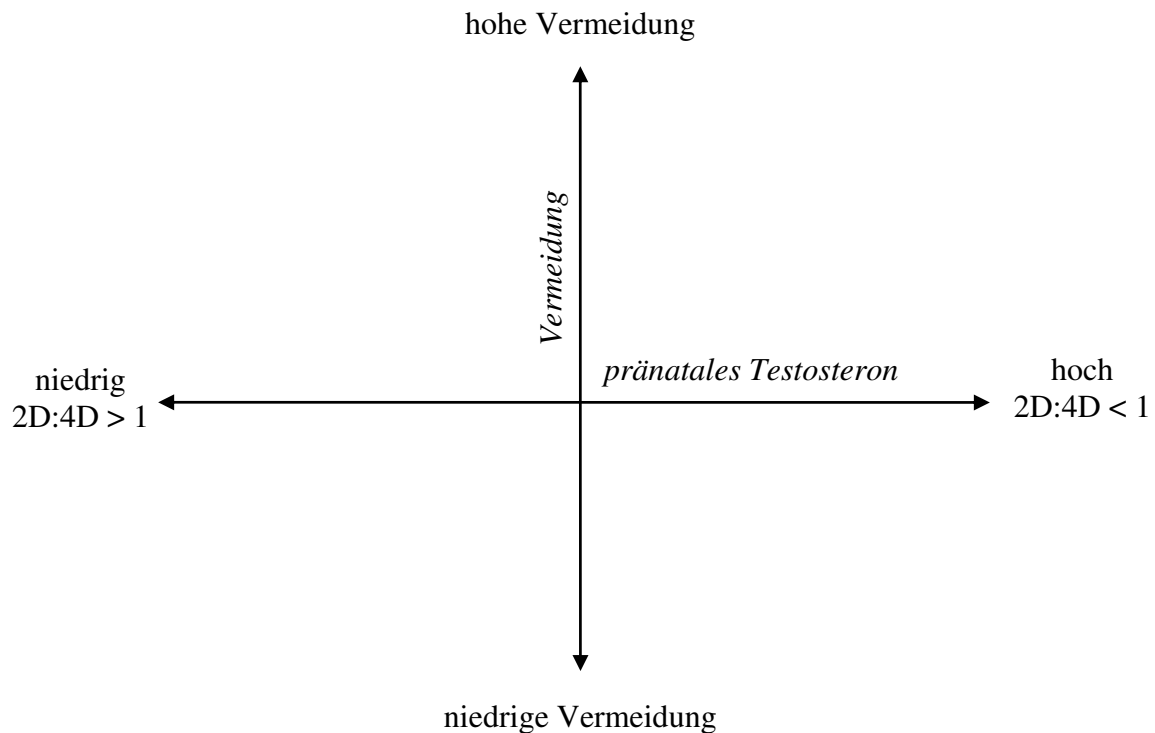 hohe Vermeidung
Vermeidung
pränatales Testosteron
niedrig
2D:4D > 1
hoch
2D:4D < 1
niedrige Vermeidung